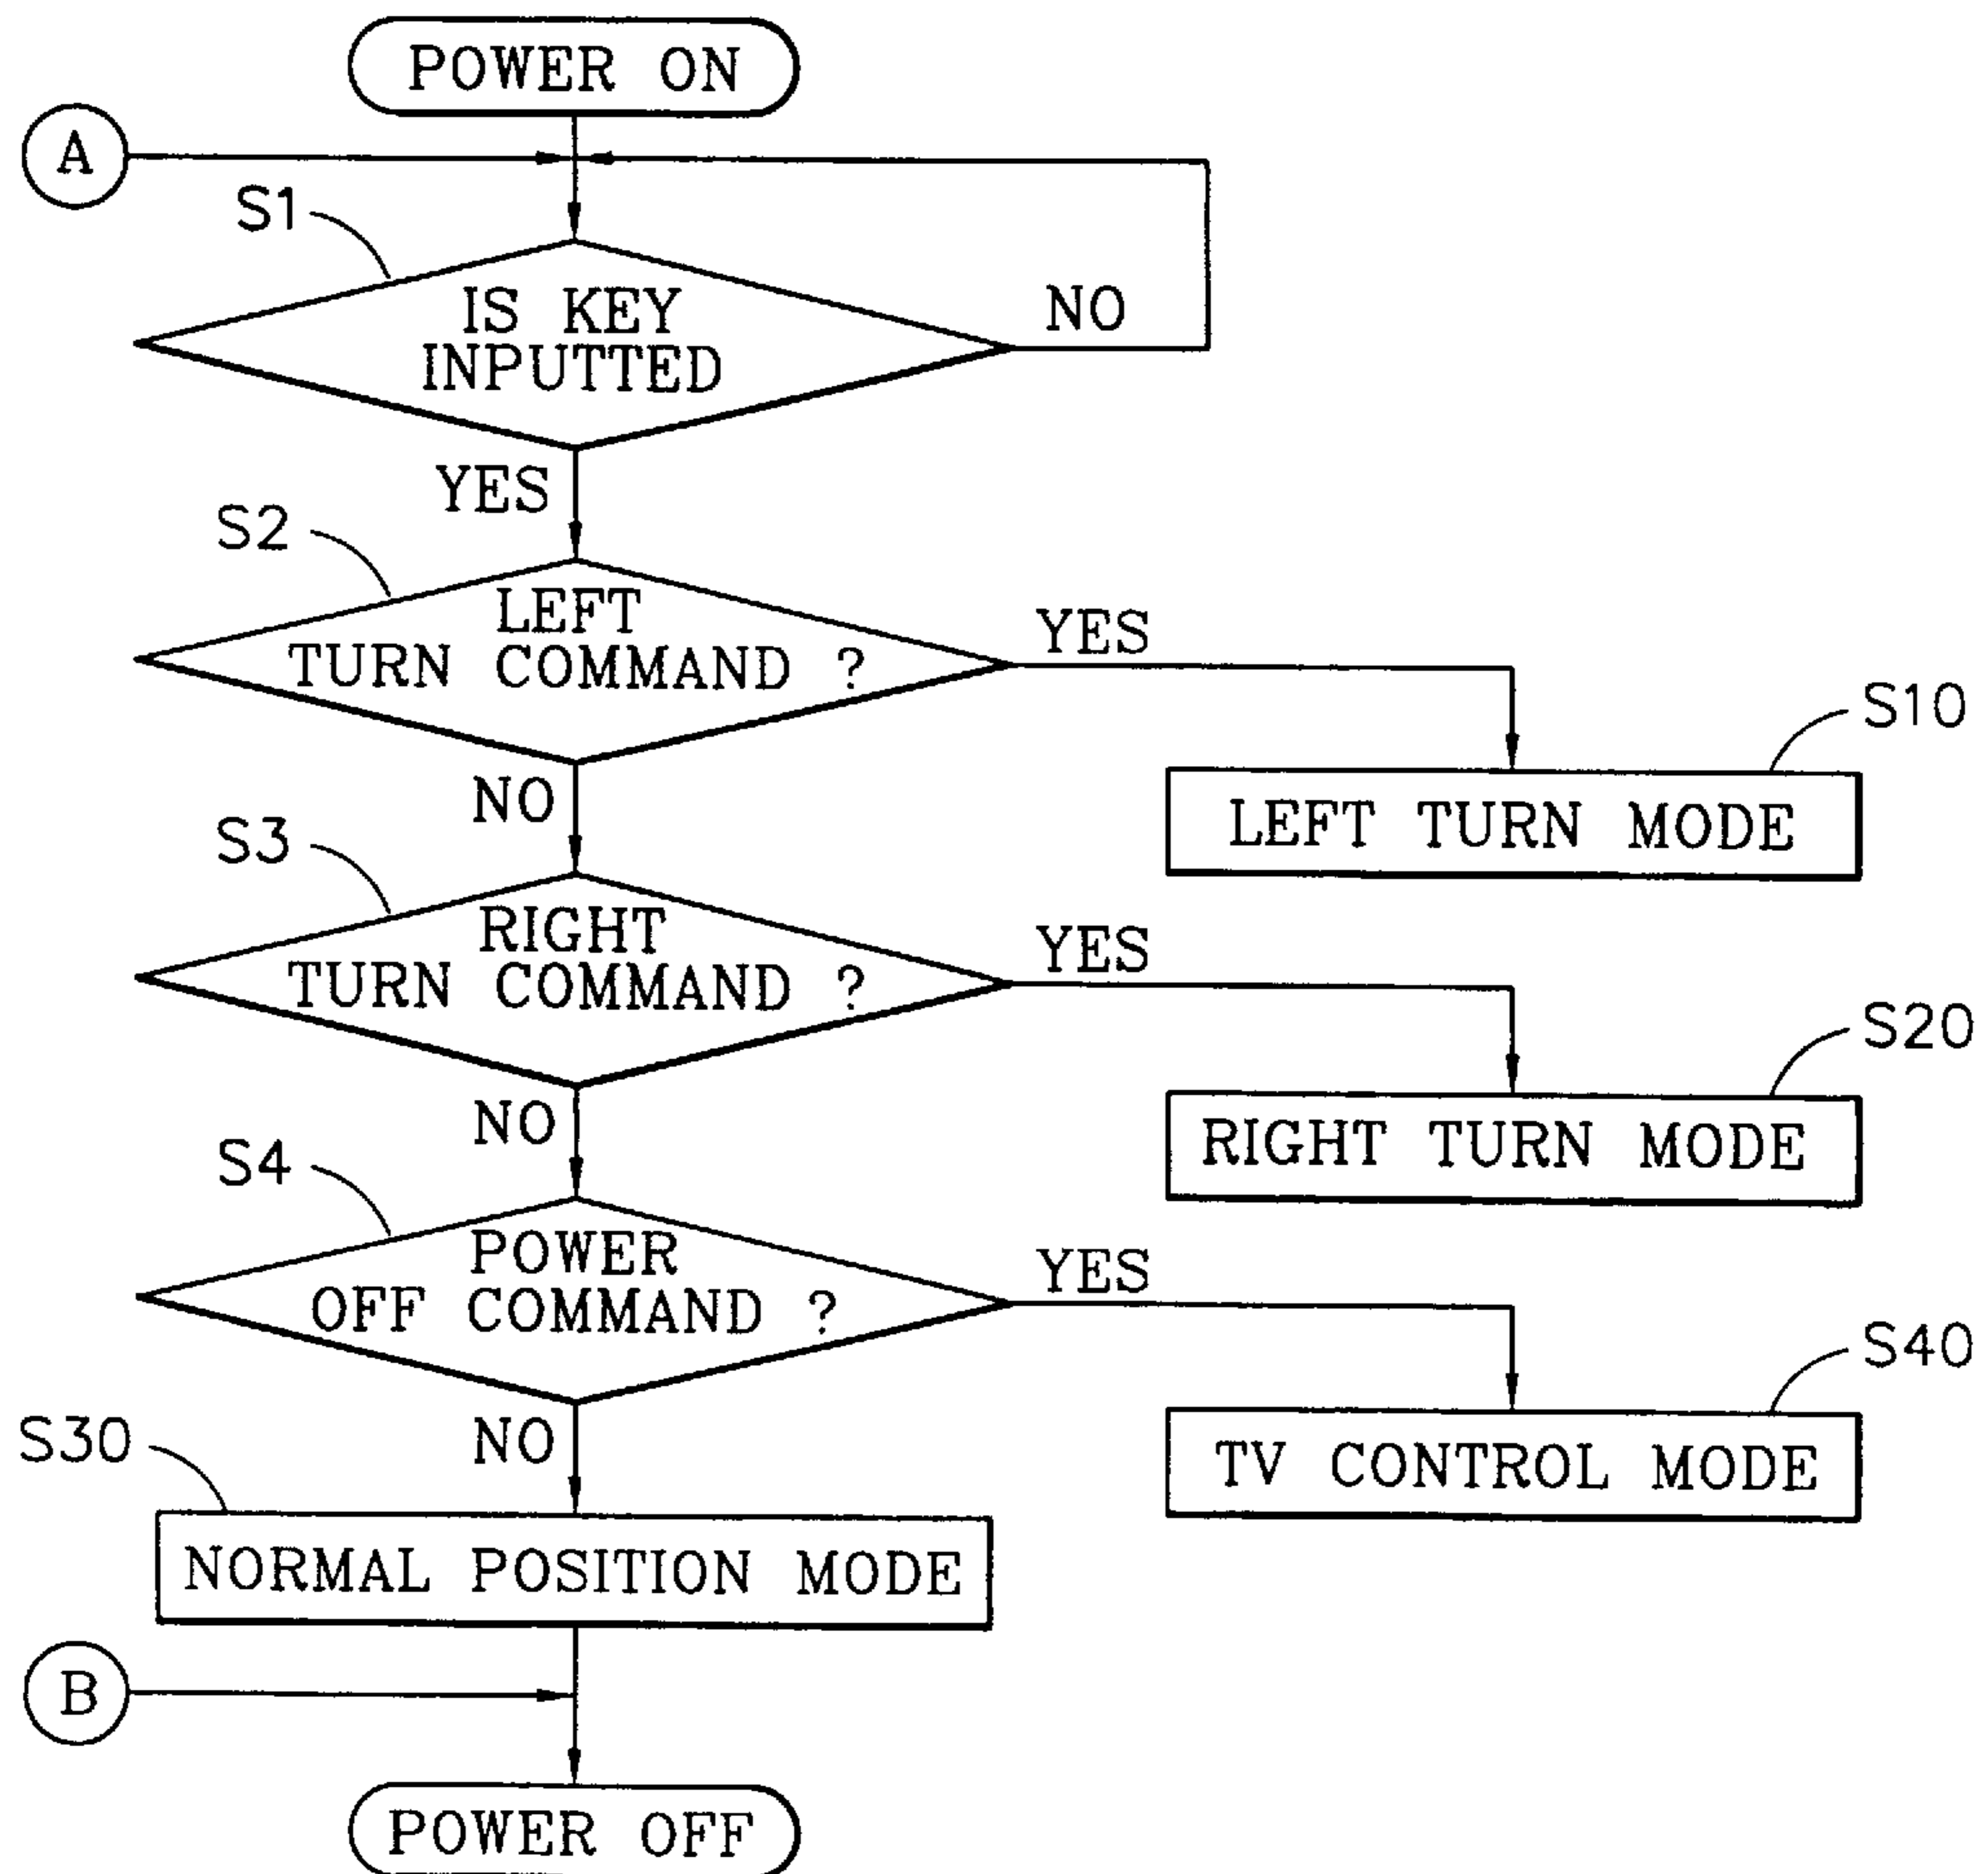 POWER ON
A
S1
IS KEY
INPUTTED
NO
YES
S2
LEFT
TURN COMMAND ?
YES
S10
LEFT TURN MODE
NO
S3
RIGHT
TURN COMMAND ?
YES
S20
RIGHT TURN MODE
NO
S4
POWER
OFF COMMAND ?
YES
S40
TV CONTROL MODE
NO
S30
NORMAL POSITION MODE
B
POWER OFF